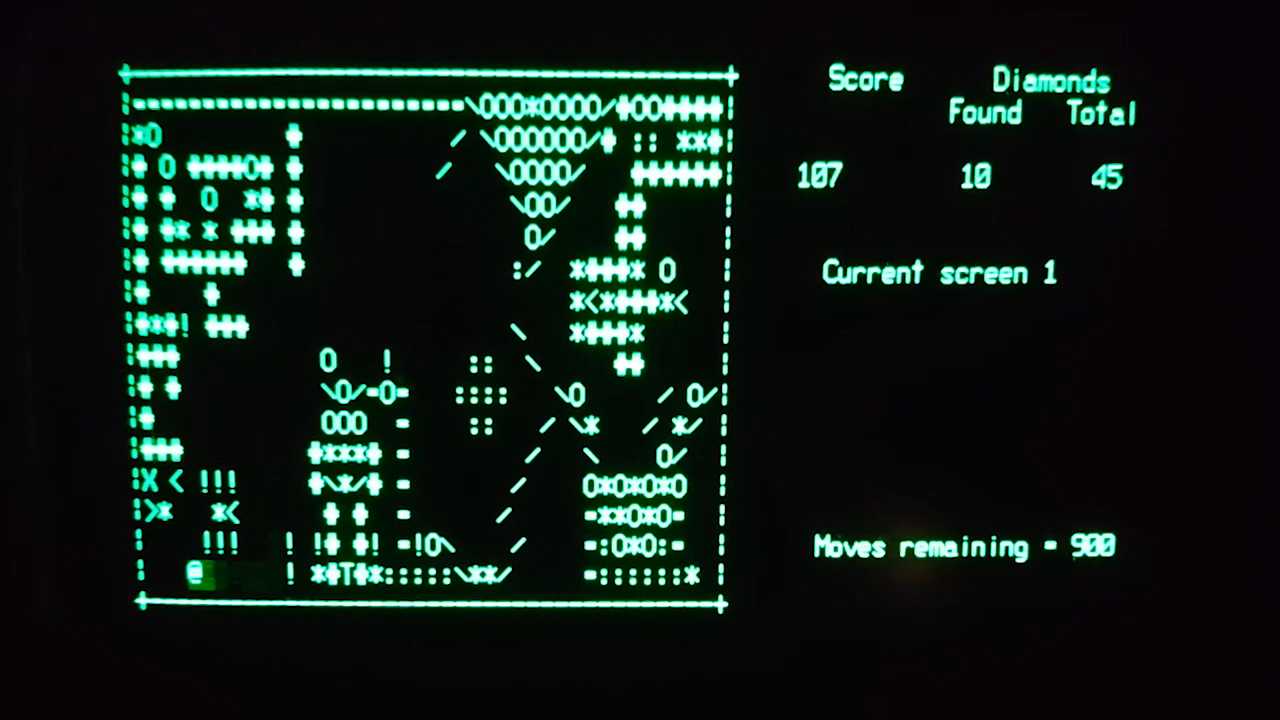 Score Diamonds
Found Total
107 10 45
Current screen 1
Moves remaining = 900